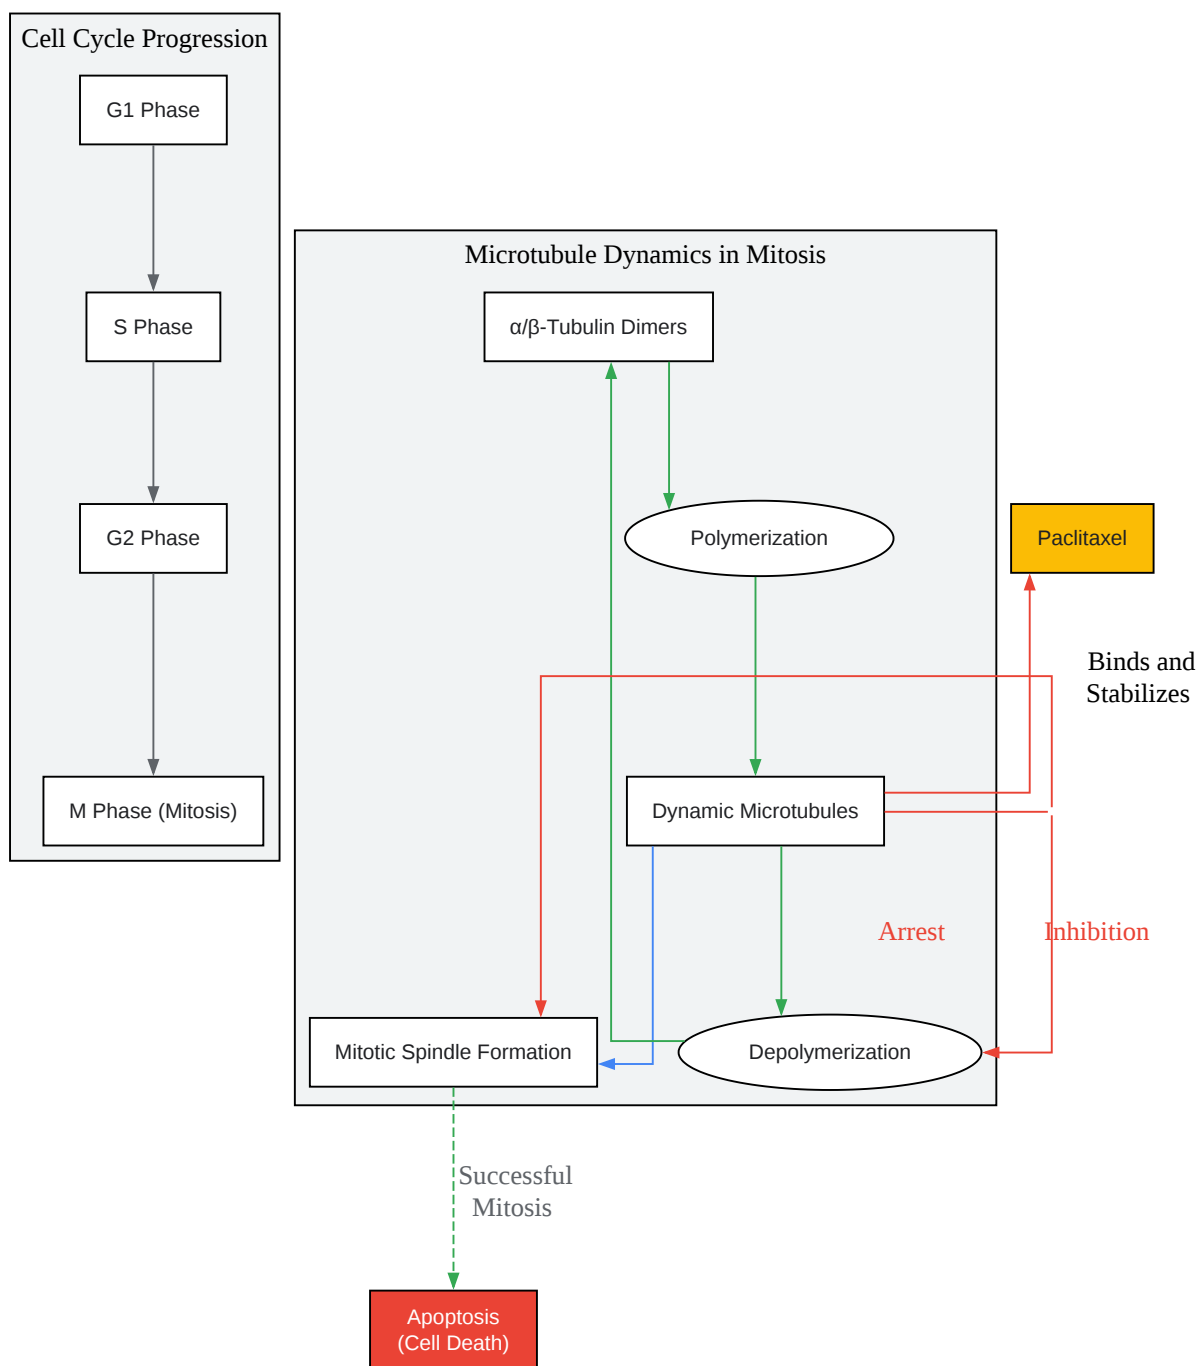 Cell Cycle Progression
G1 Phase
S Phase
G2 Phase
M Phase (Mitosis)
Microtubule Dynamics in Mitosis
α/β-Tubulin Dimers
Polymerization
Paclitaxel
Binds and
Stabilizes
Dynamic Microtubules
Arrest
Inhibition
Mitotic Spindle Formation
Depolymerization
Successful
Mitosis
Apoptosis
(Cell Death)